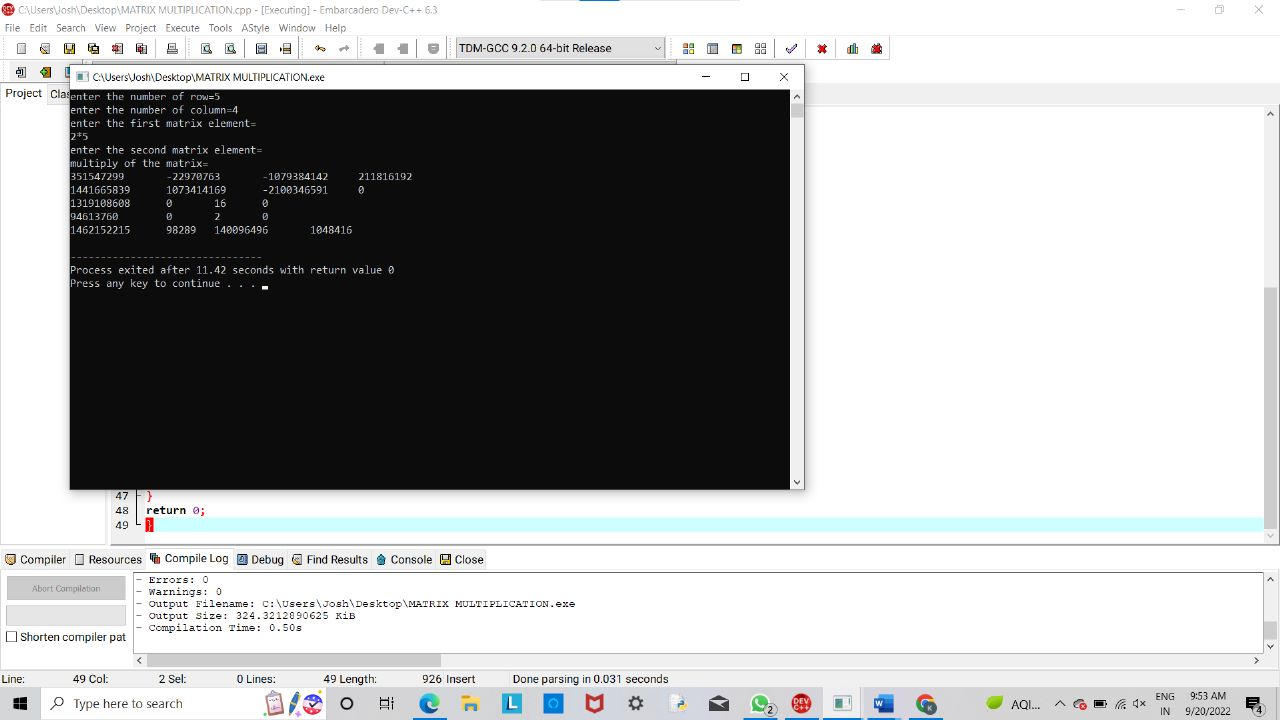 C:\Users\Josh\Desktop\MATRIX MULTIPLICATION.cpp - [Executing] - Embarcadero Dev-C++ 6.3
File Edit Search View Project Execute Tools AStyle Window Help
TDM-GCC 9.2.0 64-bit Release
Project Clas
C:\Users\Josh\Desktop\MATRIX MULTIPLICATION.exe
enter the number of row=5
enter the number of column=4
enter the first matrix element=
2*5
enter the second matrix element=
multiply of the matrix=
351547299 -22970763 -1079384142 211816192
1441665839 1073414169 -2100346591 0
1319108608 0 16 0
94613760 0 2 0
1462152215 98289 140096496 1048416
--------------------------------
Process exited after 11.42 seconds with return value 0
Press any key to continue . . .
47 }
48 return 0;
49 }
Compiler Resources Compile Log Debug Find Results Console Close
Abort Compilation
Shorten compiler pat
- Errors: 0
- Warnings: 0
- Output Filename: C:\Users\Josh\Desktop\MATRIX MULTIPLICATION.exe
- Output Size: 324.3212890625 KiB
- Compilation Time: 0.50s
Line: 49 Col: 2 Sel: 0 Lines: 49 Length: 926 Insert Done parsing in 0.031 seconds
Type here to search
L
2
DEV C++
W
K
AQI...
ENG
IN
9:53 AM
9/20/2022
4